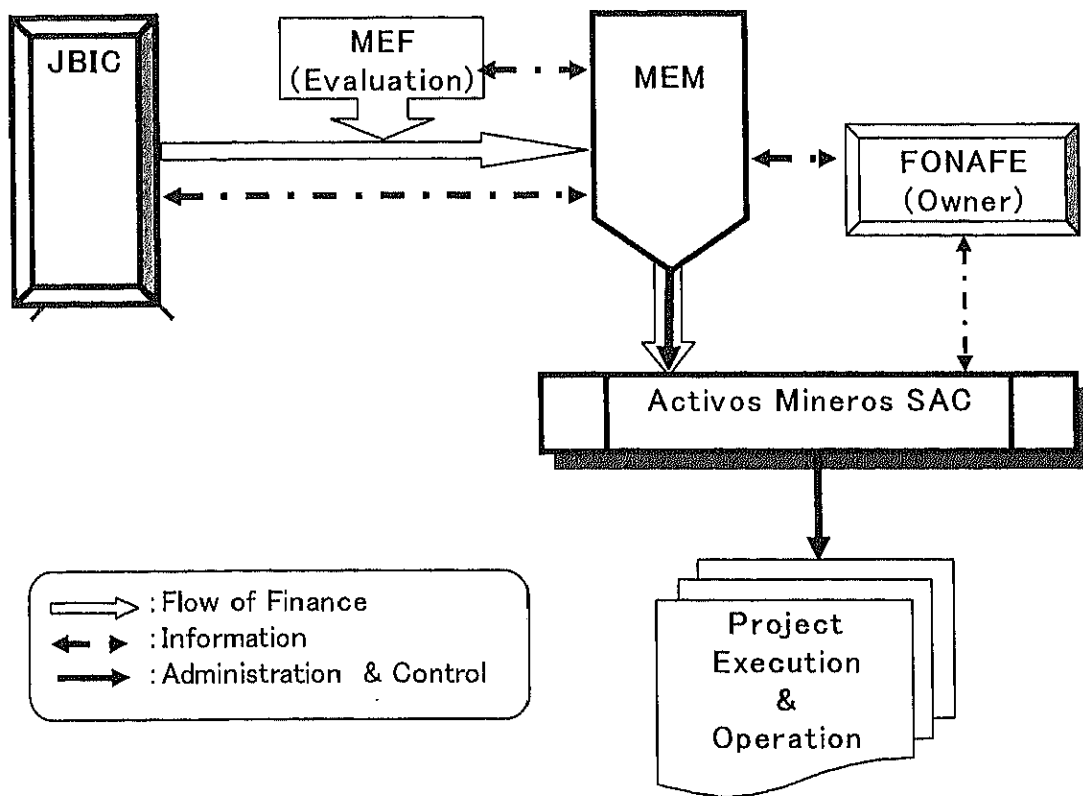 JBIC
MEF
(Evaluation)
MEM
FONAFE
(Owner)
Activos Mineros SAC
: Flow of Finance
: Information
: Administration & Control
Project
Execution
&
Operation